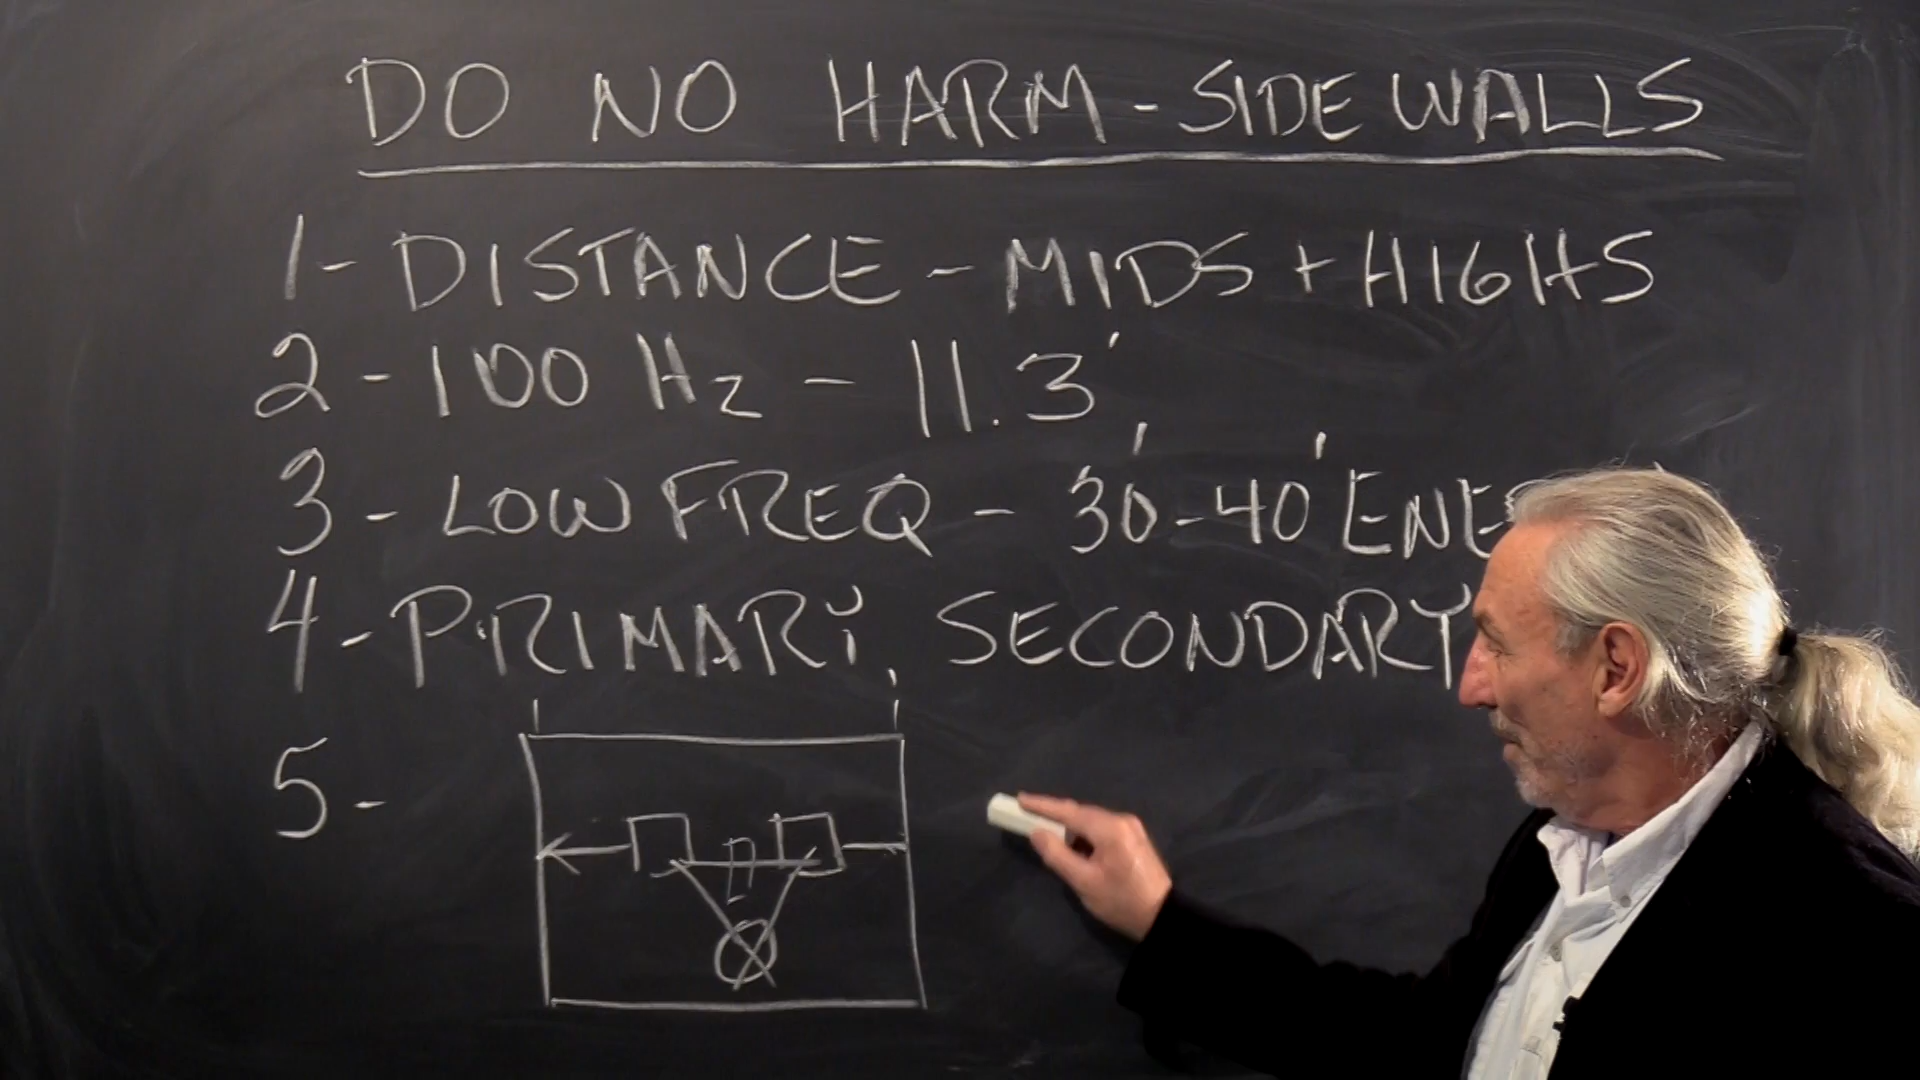 DO NO HARM - SIDE WALLS
1- DISTANCE - MIDS + HIGHS
2 - 100 Hz - 11.3'
3 - LOW FREQ - 30'-40'
4 - PRIMARY, SECONDARY
5 -